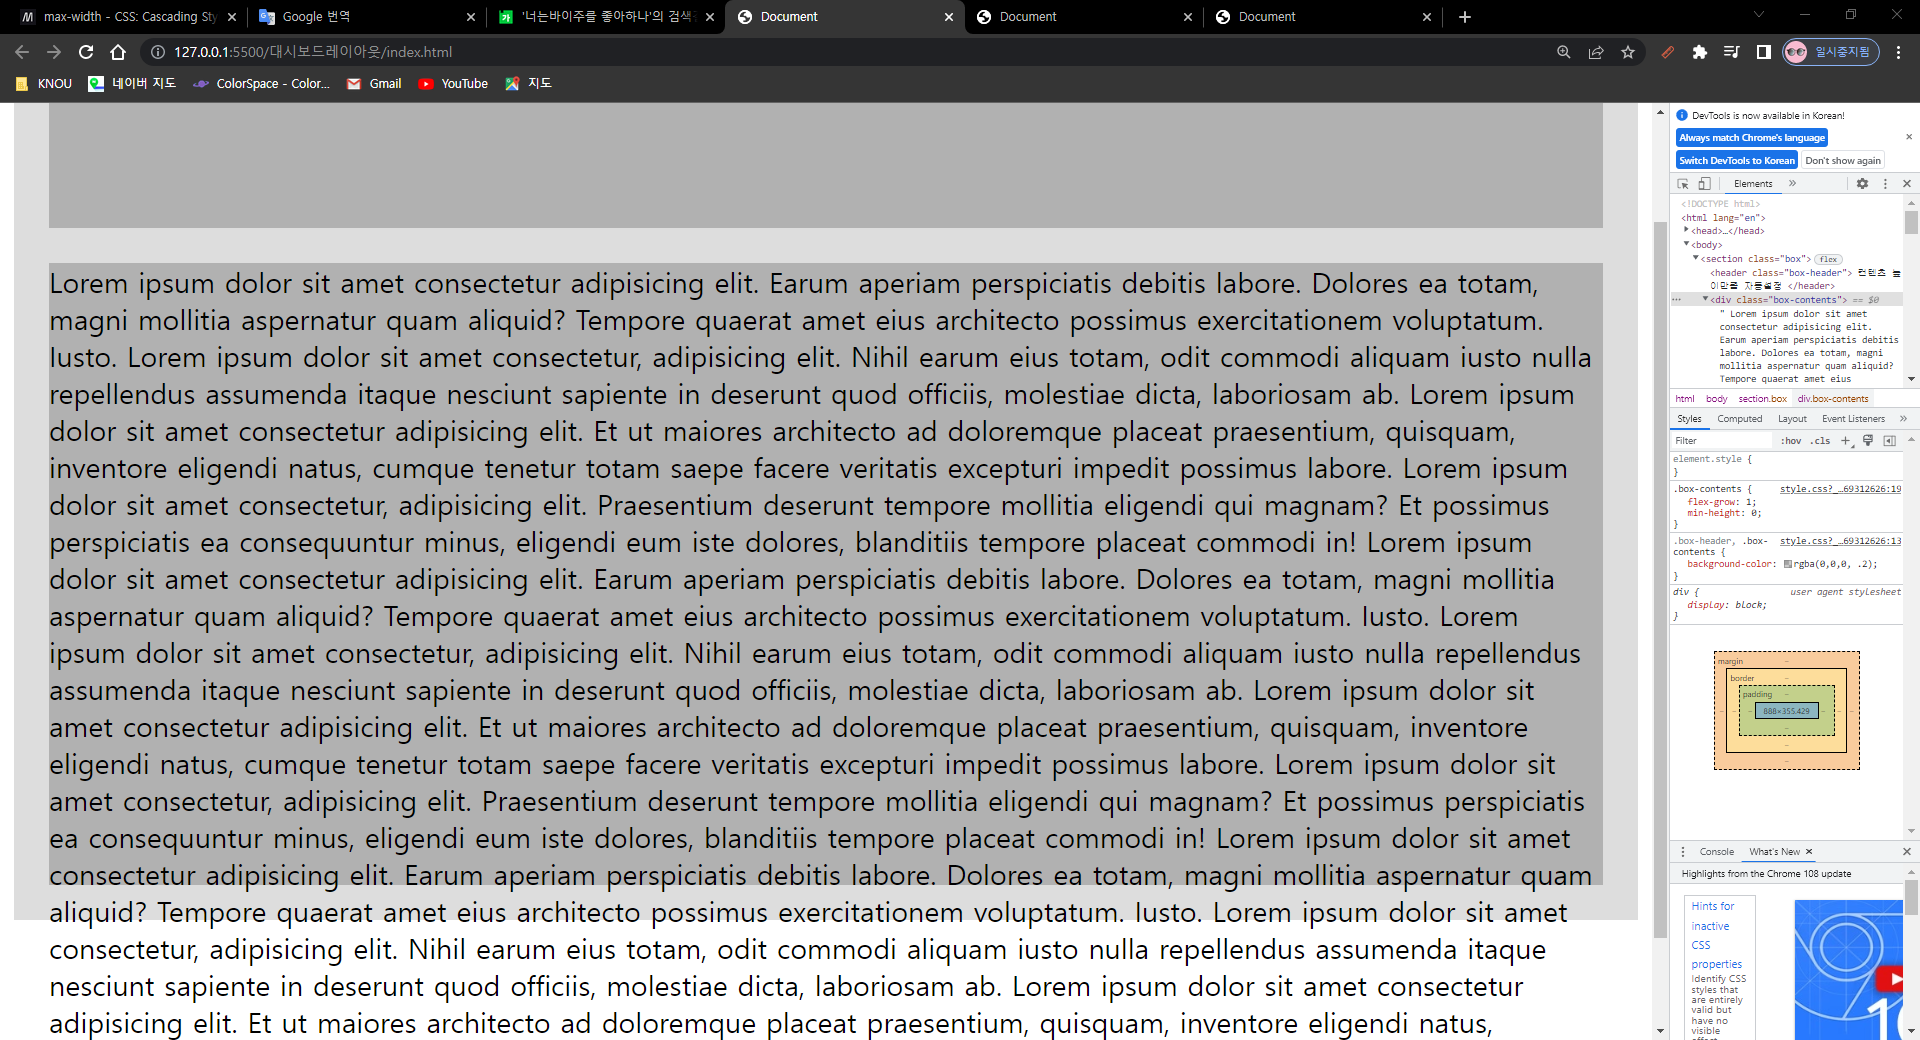 max-width - CSS: Cascading Sty
Google 번역
'너는바이주를 좋아하나'의 검색
Document
Document
Document
127.0.0.1:5500/대시보드레이아웃/index.html
일시중지됨
KNOU
네이버 지도
ColorSpace - Color...
Gmail
YouTube
지도
Lorem ipsum dolor sit amet consectetur adipisicing elit. Earum aperiam perspiciatis debitis labore. Dolores ea totam,
magni mollitia aspernatur quam aliquid? Tempore quaerat amet eius architecto possimus exercitationem voluptatum.
Iusto. Lorem ipsum dolor sit amet consectetur, adipisicing elit. Nihil earum eius totam, odit commodi aliquam iusto nulla
repellendus assumenda itaque nesciunt sapiente in deserunt quod officiis, molestiae dicta, laboriosam ab. Lorem ipsum
dolor sit amet consectetur adipisicing elit. Et ut maiores architecto ad doloremque placeat praesentium, quisquam,
inventore eligendi natus, cumque tenetur totam saepe facere veritatis excepturi impedit possimus labore. Lorem ipsum
dolor sit amet consectetur, adipisicing elit. Praesentium deserunt tempore mollitia eligendi qui magnam? Et possimus
perspiciatis ea consequuntur minus, eligendi eum iste dolores, blanditiis tempore placeat commodi in! Lorem ipsum
dolor sit amet consectetur adipisicing elit. Earum aperiam perspiciatis debitis labore. Dolores ea totam, magni mollitia
aspernatur quam aliquid? Tempore quaerat amet eius architecto possimus exercitationem voluptatum. Iusto. Lorem
ipsum dolor sit amet consectetur, adipisicing elit. Nihil earum eius totam, odit commodi aliquam iusto nulla repellendus
assumenda itaque nesciunt sapiente in deserunt quod officiis, molestiae dicta, laboriosam ab. Lorem ipsum dolor sit
amet consectetur adipisicing elit. Et ut maiores architecto ad doloremque placeat praesentium, quisquam, inventore
eligendi natus, cumque tenetur totam saepe facere veritatis excepturi impedit possimus labore. Lorem ipsum dolor sit
amet consectetur, adipisicing elit. Praesentium deserunt tempore mollitia eligendi qui magnam? Et possimus perspiciatis
ea consequuntur minus, eligendi eum iste dolores, blanditiis tempore placeat commodi in! Lorem ipsum dolor sit amet
consectetur adipisicing elit. Earum aperiam perspiciatis debitis labore. Dolores ea totam, magni mollitia aspernatur quam
aliquid? Tempore quaerat amet eius architecto possimus exercitationem voluptatum. Iusto. Lorem ipsum dolor sit amet
consectetur, adipisicing elit. Nihil earum eius totam, odit commodi aliquam iusto nulla repellendus assumenda itaque
nesciunt sapiente in deserunt quod officiis, molestiae dicta, laboriosam ab. Lorem ipsum dolor sit amet consectetur
adipisicing elit. Et ut maiores architecto ad doloremque placeat praesentium, quisquam, inventore eligendi natus,
DevTools is now available in Korean!
Always match Chrome's language
Switch DevTools to Korean
Don't show again
Elements
<!DOCTYPE html>
<html lang="en">
<head>…</head>
<body>
<section class="box"> flex
<header class="box-header"> 컨텐츠 높
이만큼 자동설정 </header>
<div class="box-contents"> == $0
" Lorem ipsum dolor sit amet
consectetur adipisicing elit.
Earum aperiam perspiciatis debitis
labore. Dolores ea totam, magni
mollitia aspernatur quam aliquid?
Tempore quaerat amet eius
html body section.box div.box-contents
Styles Computed Layout Event Listeners
Filter :hov .cls
element.style {
}
.box-contents { style.css?_…69312626:19
flex-grow: 1;
min-height: 0;
}
.box-header, .box-contents { style.css?_…69312626:13
background-color: rgba(0,0,0, .2);
}
div { user agent stylesheet
display: block;
}
margin
border
padding
888×355.429
Console What's New
Highlights from the Chrome 108 update
Hints for
inactive
CSS
properties
Identify CSS
styles that
are entirely
valid but
have no
visible